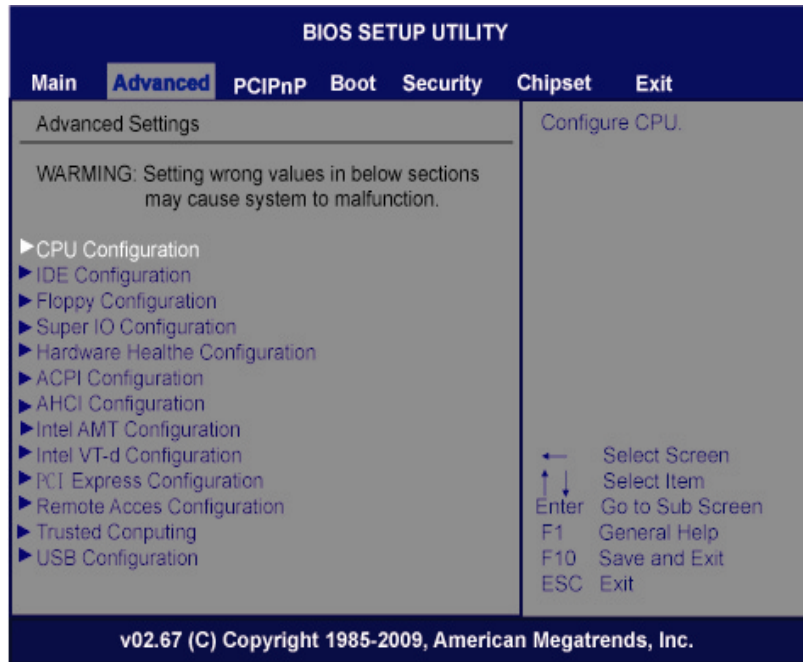 BIOS SETUP UTILITY
Main Advanced PCIPnP Boot Security Chipset Exit
Advanced Settings
WARMING: Setting wrong values in below sections
may cause system to malfunction.
►CPU Configuration
►IDE Configuration
►Floppy Configuration
►Super IO Configuration
►Hardware Healthe Configuration
►ACPI Configuration
►AHCI Configuration
►Intel AMT Configuration
►Intel VT-d Configuration
►PCI Express Configuration
►Remote Acces Configuration
►Trusted Conputing
►USB Configuration
Configure CPU.
← Select Screen
↑↓ Select Item
Enter Go to Sub Screen
F1 General Help
F10 Save and Exit
ESC Exit
v02.67 (C) Copyright 1985-2009, American Megatrends, Inc.